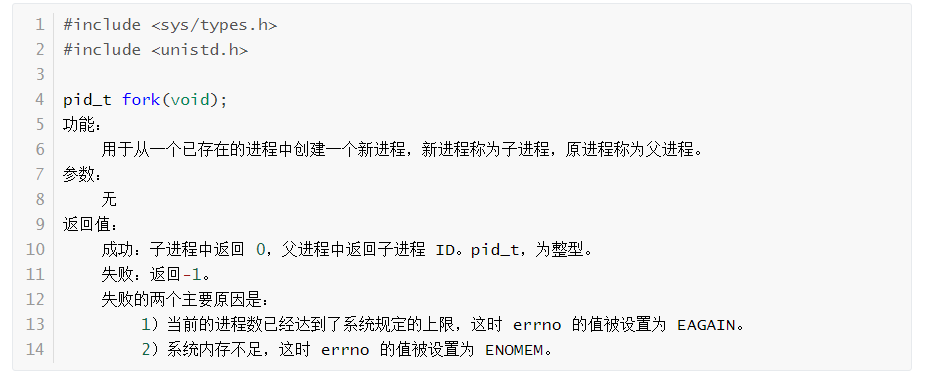 1 #include <sys/types.h>
2 #include <unistd.h>
3
4 pid_t fork(void);
5 功能：
6 用于从一个已存在的进程中创建一个新进程，新进程称为子进程，原进程称为父进程。
7 参数：
8 无
9 返回值：
10 成功：子进程中返回 0，父进程中返回子进程 ID。pid_t，为整型。
11 失败：返回-1。
12 失败的两个主要原因是：
13 1）当前的进程数已经达到了系统规定的上限，这时 errno 的值被设置为 EAGAIN。
14 2）系统内存不足，这时 errno 的值被设置为 ENOMEM。